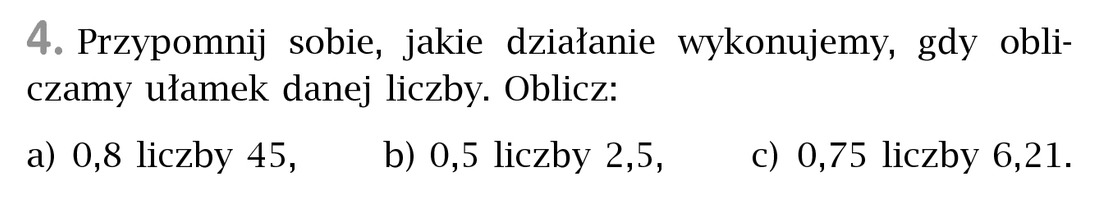 4. Przypomnij sobie, jakie działanie wykonujemy, gdy obli-
czamy ułamek danej liczby. Oblicz:
a) 0,8 liczby 45, b) 0,5 liczby 2,5, c) 0,75 liczby 6,21.